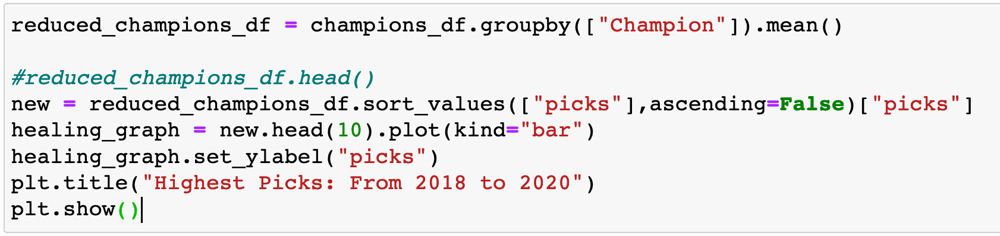 reduced_champions_df = champions_df.groupby(["Champion"]).mean()
#reduced_champions_df.head()
new = reduced_champions_df.sort_values(["picks"],ascending=False)["picks"]
healing_graph = new.head(10).plot(kind="bar")
healing_graph.set_ylabel("picks")
plt.title("Highest Picks: From 2018 to 2020")
plt.show()